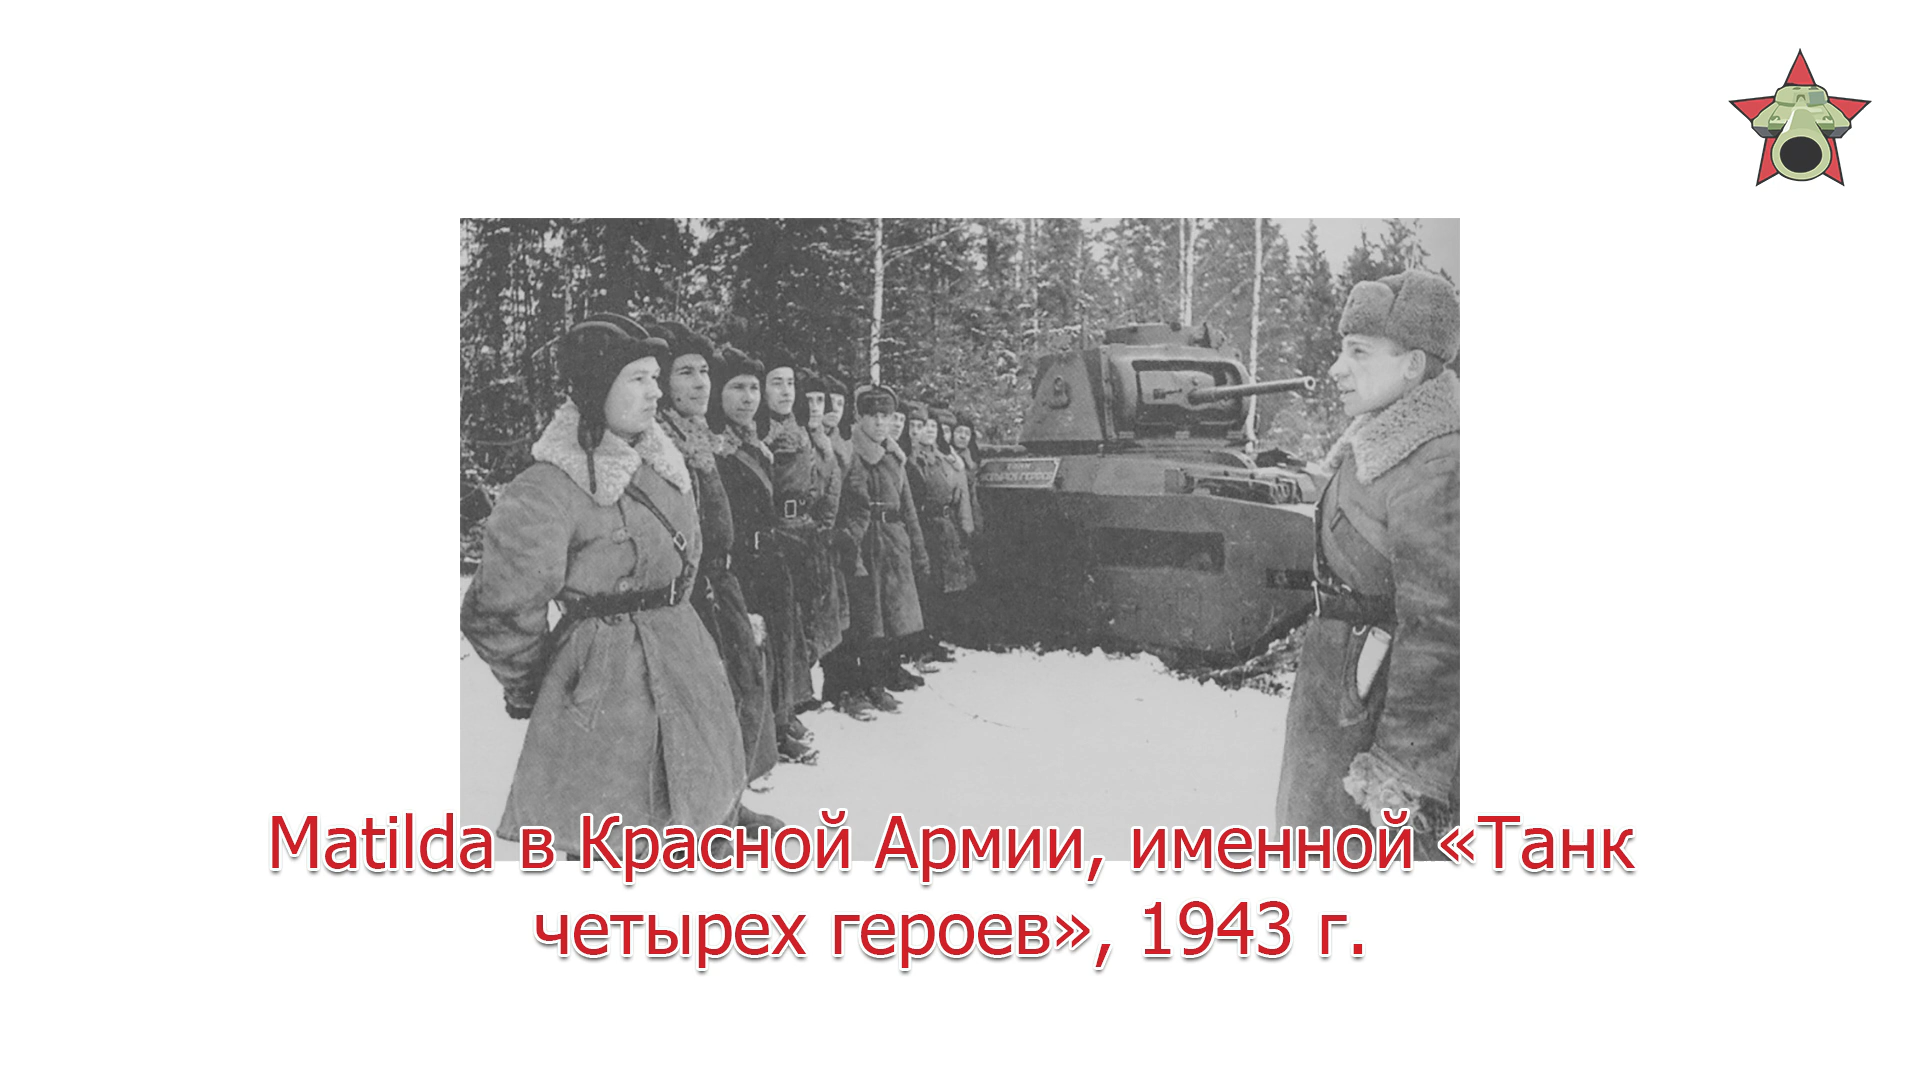 Matilda в Красной Армии, именной «Танк
четырех героев», 1943 г.